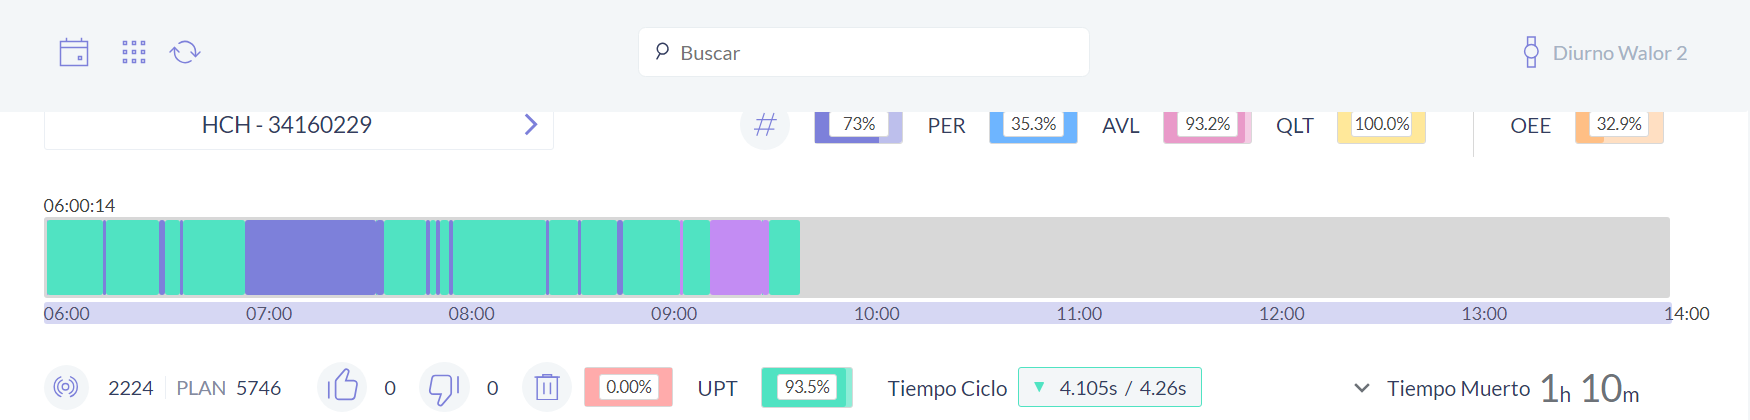 Buscar
Diurno Walor 2
HCH - 34160229
# 73% PER 35.3% AVL 93.2% QLT 100.0% OEE 32.9%
06:00:14
06:00 07:00 08:00 09:00 10:00 11:00 12:00 13:00 14:00
2224 PLAN 5746 0 0 0.00% UPT 93.5% Tiempo Ciclo 4.105s / 4.26s Tiempo Muerto 1h 10m